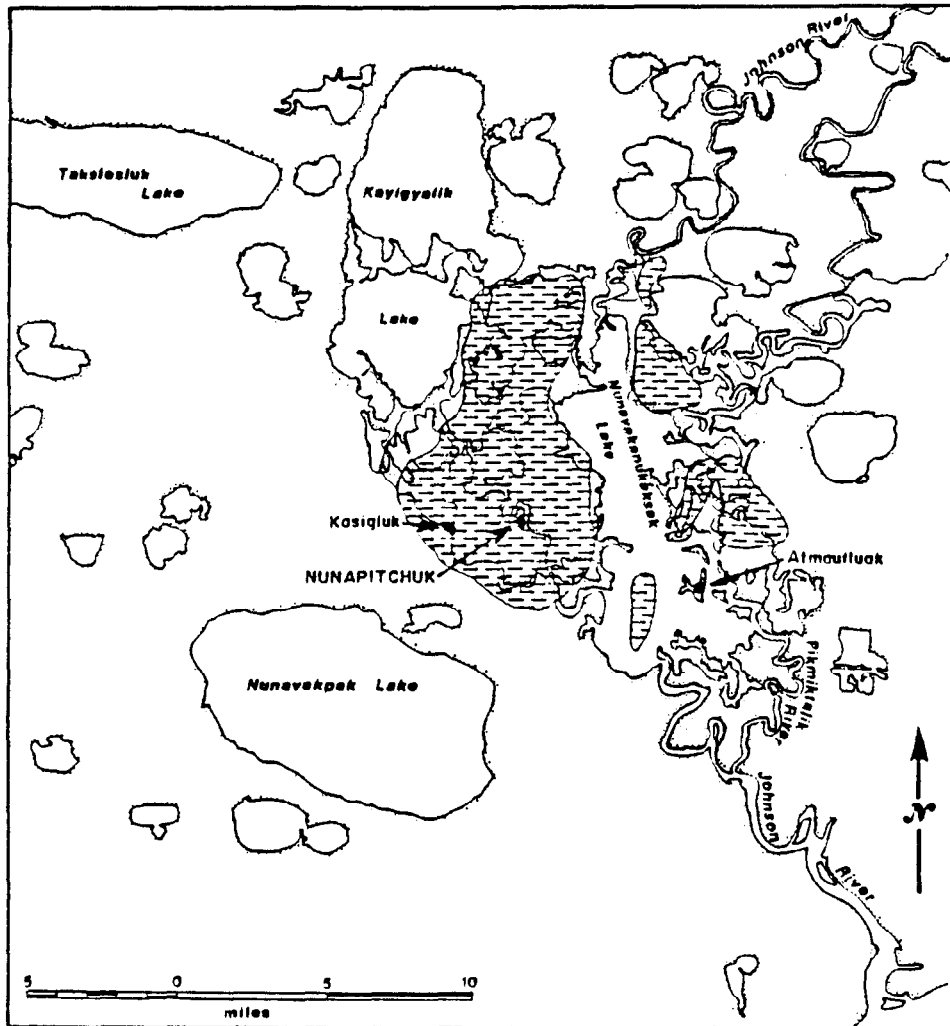 Johnson River
Takslesluk
Lake
Kayigyalik
Lake
Nunavakanukakslak
Lake
Kasigluk
NUNAPITCHUK
Atmautluak
Pikmiktalik
River
Nunavakpak Lake
Johnson
River
N
5 0 5 10
miles